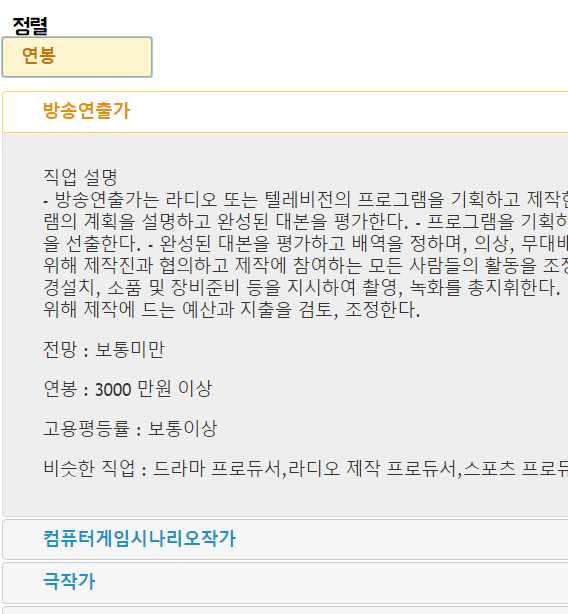 정렬
연봉
방송연출가
직업 설명
- 방송연출가는 라디오 또는 텔레비전의 프로그램을 기획하고 제작한
램의 계획을 설명하고 완성된 대본을 평가한다. - 프로그램을 기획하
을 선출한다. - 완성된 대본을 평가하고 배역을 정하며, 의상, 무대배
위해 제작진과 협의하고 제작에 참여하는 모든 사람들의 활동을 조정
경설치, 소품 및 장비준비 등을 지시하여 촬영, 녹화를 총지휘한다.
위해 제작에 드는 예산과 지출을 검토, 조정한다.
전망 : 보통미만
연봉 : 3000 만원 이상
고용평등률 : 보통이상
비슷한 직업 : 드라마 프로듀서,라디오 제작 프로듀서,스포츠 프로듀
컴퓨터게임시나리오작가
극작가